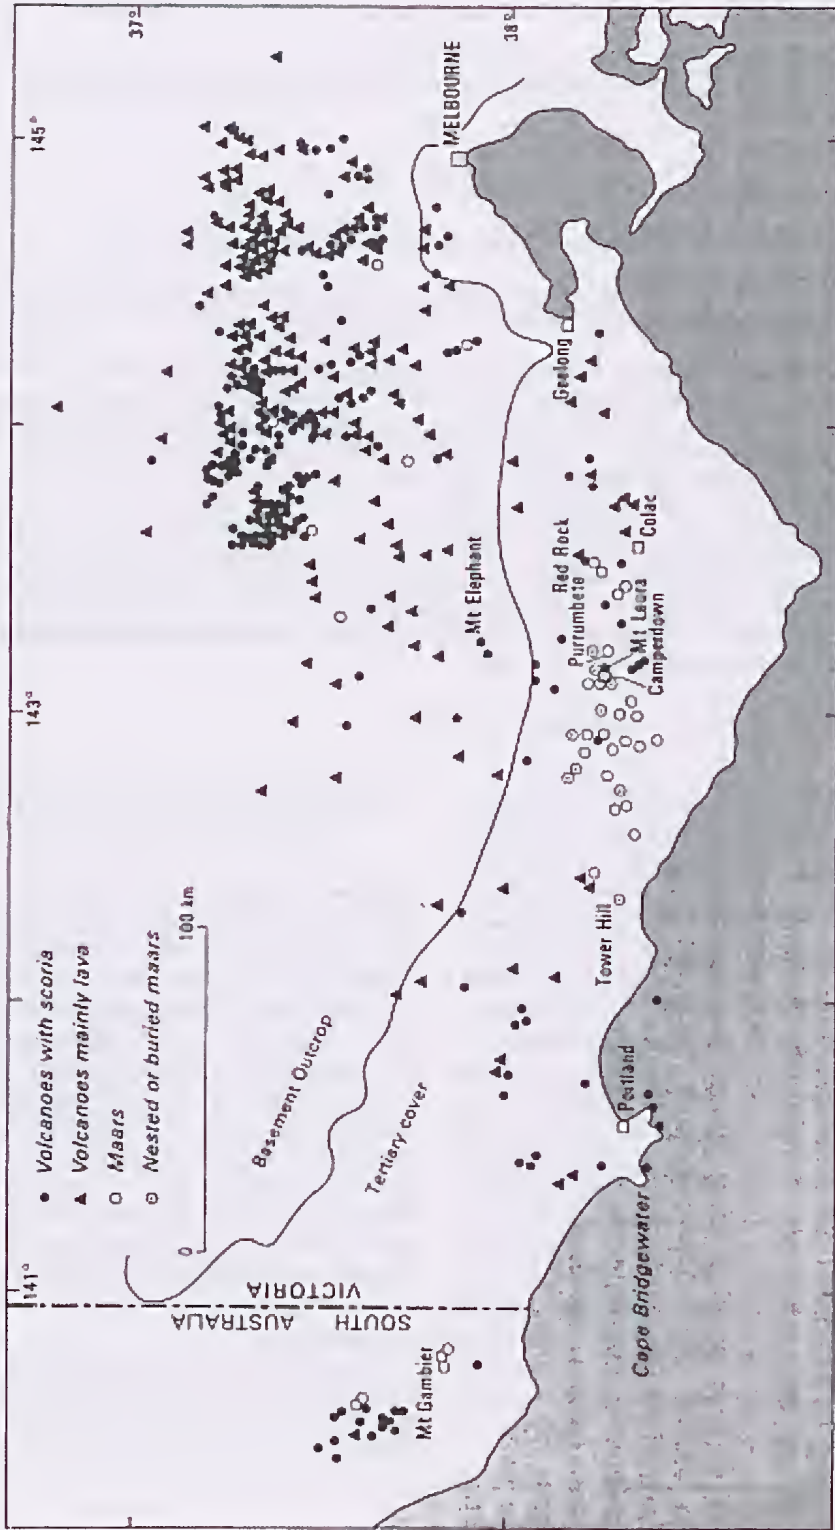 ● Volcanoes with scoria
▲ Volcanoes mainly lava
○ Maars
⊙ Nested or buried maars
0
100 km
141°
143°
145°
37°
38°
SOUTH AUSTRALIA
VICTORIA
Basement Outcrop
Tertiary cover
Mt Gambier
Cape Bridgewater
Portland
Tower Hill
Mt Elephant
Red Rock
Purrumbete
Mt Leura
Camperdown
Colac
Geelong
MELBOURNE